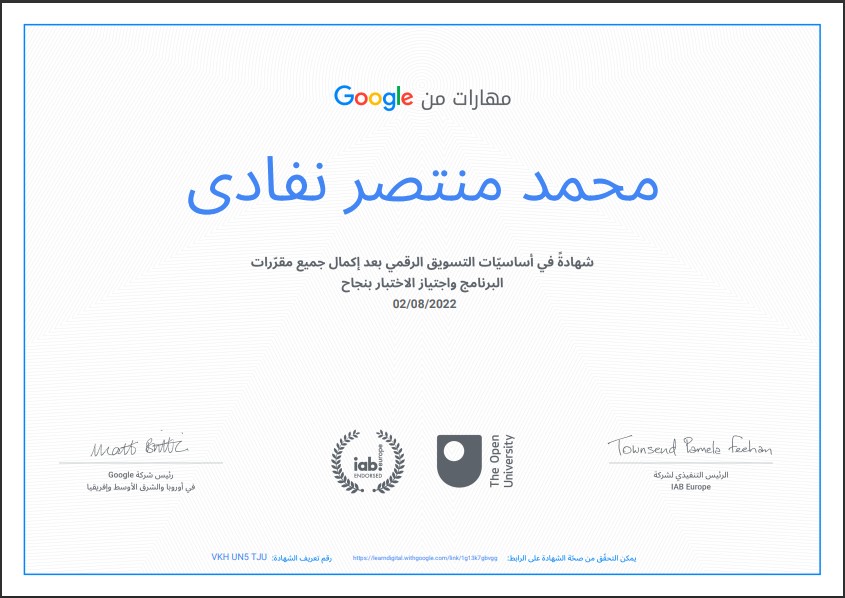 مهارات من Google
محمد منتصر نفادى
شهادةً في أساسيّات التسويق الرقمي بعد إكمال جميع مقرّرات
البرنامج واجتياز الاختبار بنجاح
02/08/2022
Townsend Pamela Feehan
الرئيس التنفيذي لشركة
IAB Europe
The Open
University
iab europe
ENDORSED
Matt Brittin
رئيس شركة Google
في أوروبا والشرق الأوسط وإفريقيا
يمكن التحقّق من صحّة الشهادة على الرابط: https://learndigital.withgoogle.com/link/1g13k7gbvgg
رقم تعريف الشهادة: VKH UN5 TJU